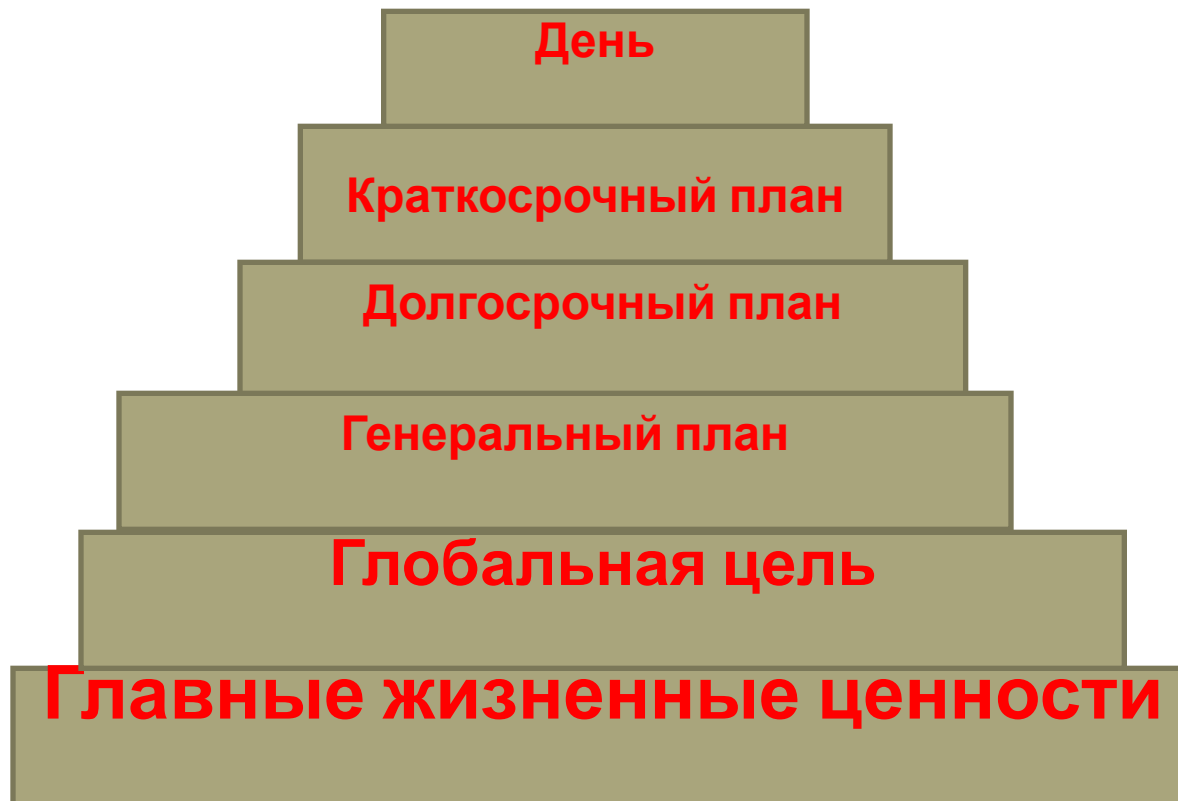 День
Краткосрочный план
Долгосрочный план
Генеральный план
Глобальная цель
Главные жизненные ценности